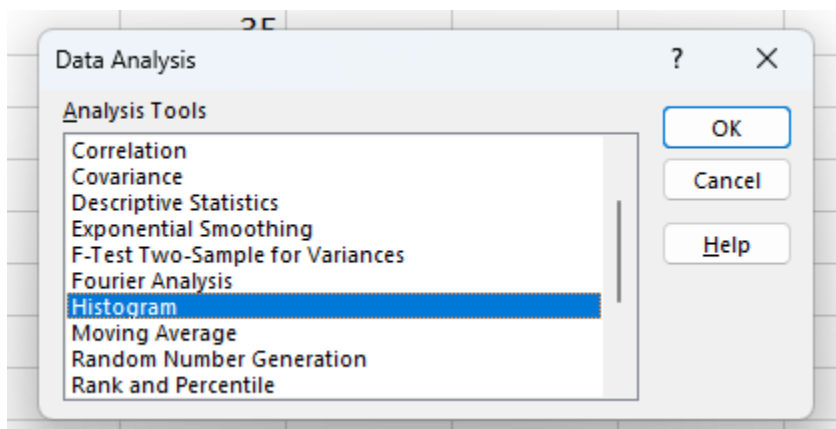 35
Data Analysis
?
Analysis Tools
OK
Correlation
Covariance
Cancel
Descriptive Statistics
Exponential Smoothing
F-Test Two-Sample for Variances
Help
Fourier Analysis
Histogram
Moving Average
Random Number Generation
Rank and Percentile